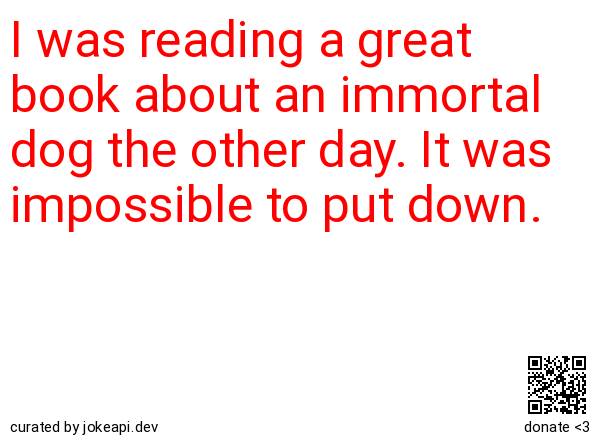 I was reading a great
book about an immortal
dog the other day. It was
impossible to put down.
curated by jokeapi.dev
donate <3